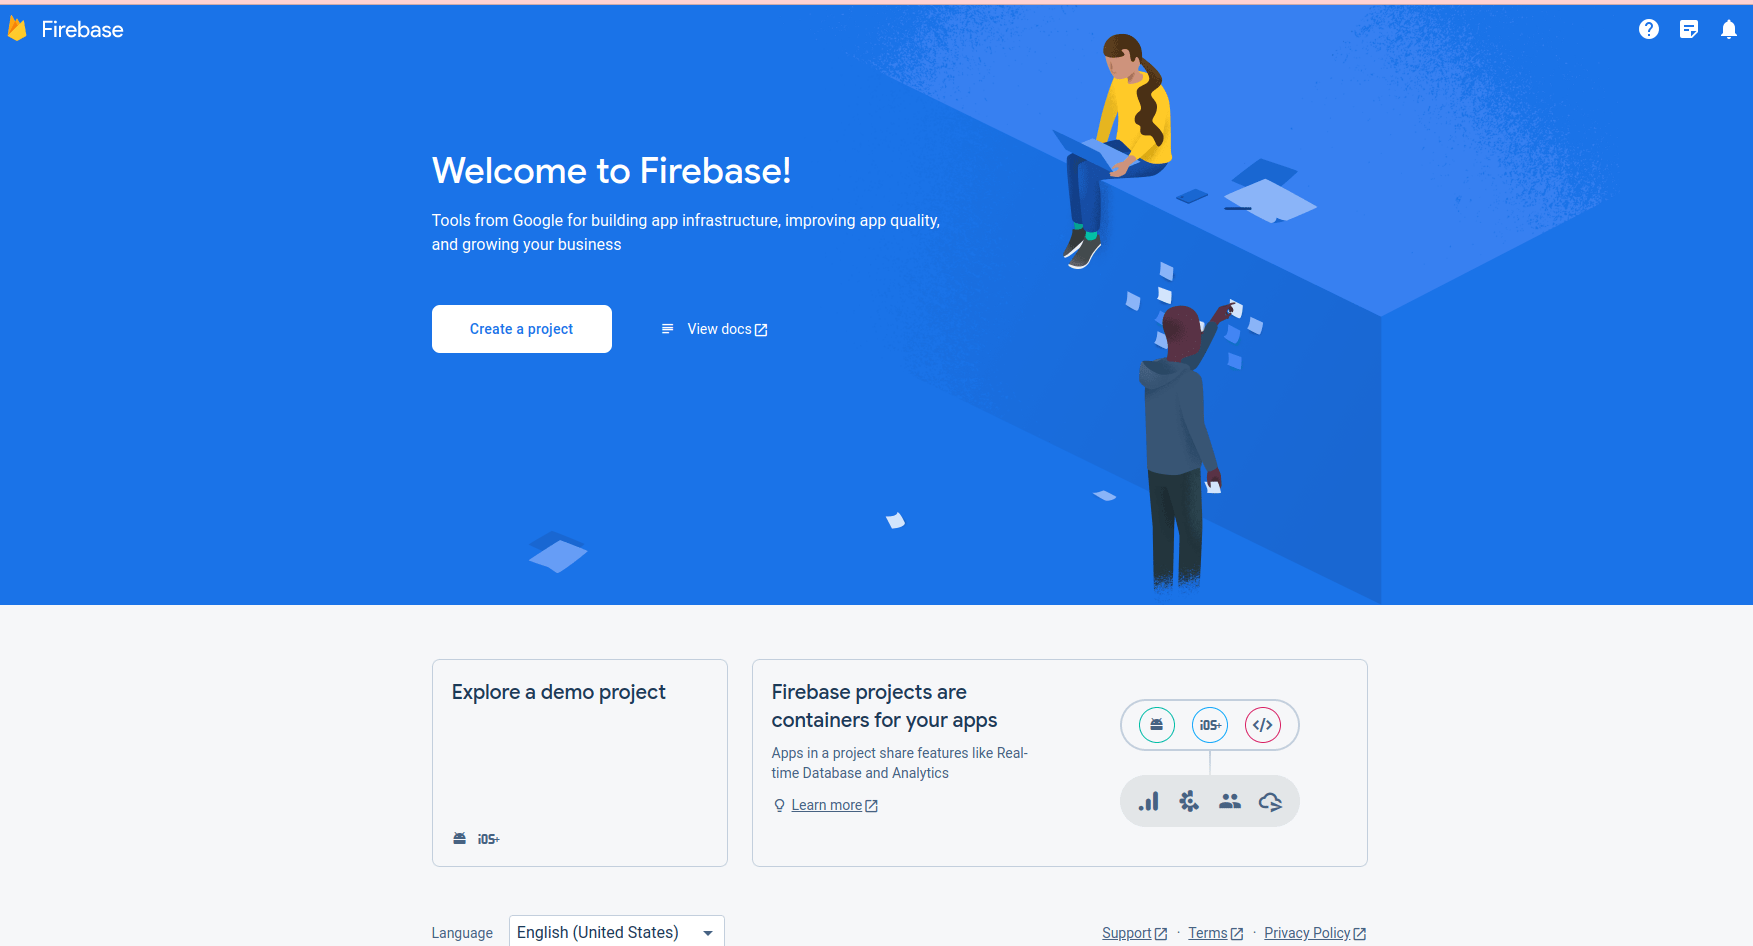 Firebase
Welcome to Firebase!
Tools from Google for building app infrastructure, improving app quality,
and growing your business
Create a project
View docs
Explore a demo project
iOS+
Firebase projects are
containers for your apps
Apps in a project share features like Real-
time Database and Analytics
Learn more
iOS+
Language
English (United States)
Support · Terms · Privacy Policy